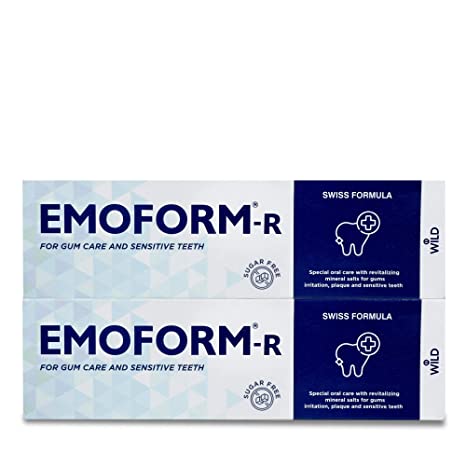 EMOFORM®-R
FOR GUM CARE AND SENSITIVE TEETH
SUGAR FREE
SWISS FORMULA
Special oral care with revitalizing
mineral salts for gums
irritation, plaque and sensitive teeth
WILD
EMOFORM®-R
FOR GUM CARE AND SENSITIVE TEETH
SUGAR FREE
SWISS FORMULA
Special oral care with revitalizing
mineral salts for gums
irritation, plaque and sensitive teeth
WILD